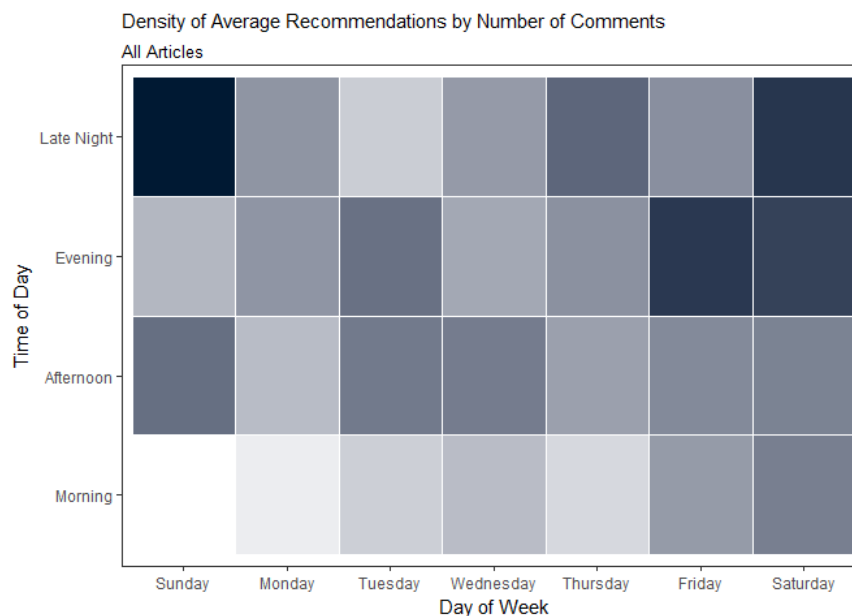 Density of Average Recommendations by Number of Comments
All Articles
Late Night
Evening
Afternoon
Morning
Time of Day
Sunday
Monday
Tuesday
Wednesday
Thursday
Friday
Saturday
Day of Week